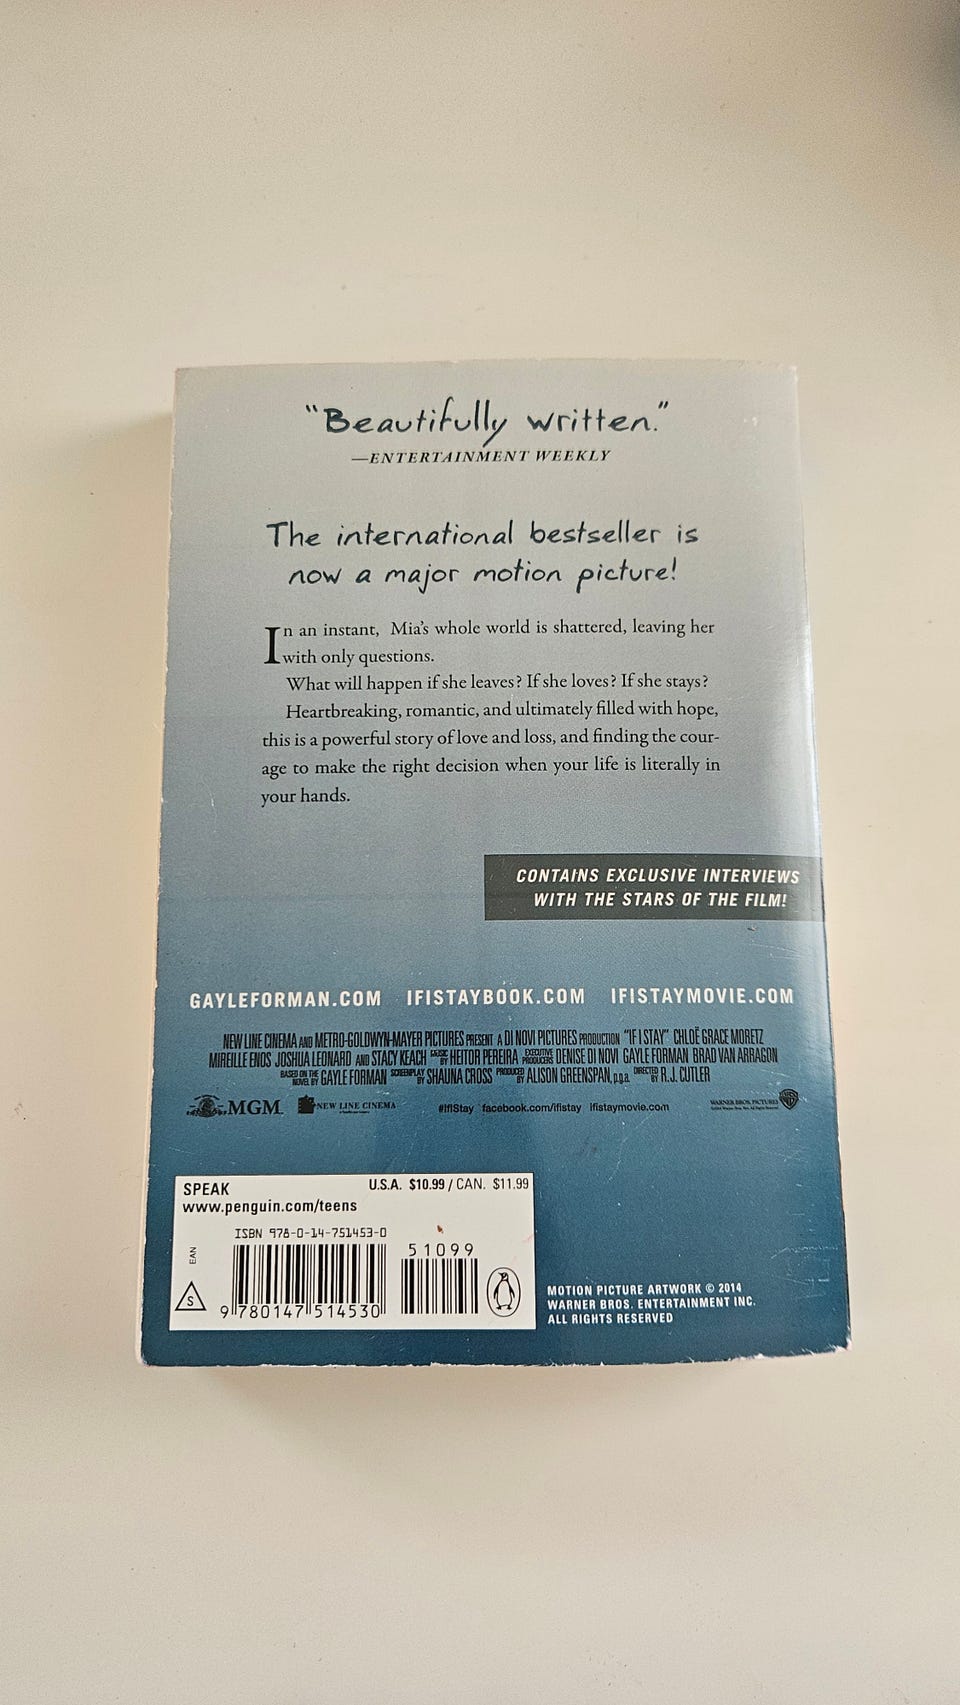 "Beautifully written."
—ENTERTAINMENT WEEKLY
The international bestseller is
now a major motion picture!
In an instant, Mia's whole world is shattered, leaving her
with only questions.
What will happen if she leaves? If she loves? If she stays?
Heartbreaking, romantic, and ultimately filled with hope,
this is a powerful story of love and loss, and finding the cour-
age to make the right decision when your life is literally in
your hands.
CONTAINS EXCLUSIVE INTERVIEWS
WITH THE STARS OF THE FILM!
GAYLEFORMAN.COM IFISTAYBOOK.COM IFISTAYMOVIE.COM
NEW LINE CINEMA AND METRO-GOLDWYN-MAYER PICTURES PRESENT A DI NOVI PICTURES PRODUCTION "IF I STAY" CHLOË GRACE MORETZ
MIREILLE ENOS JOSHUA LEONARD AND STACY KEACH MUSIC BY HEITOR PEREIRA EXECUTIVE PRODUCERS DENISE DI NOVI GAYLE FORMAN BRAD VAN ARRAGON
BASED ON THE NOVEL BY GAYLE FORMAN SCREENPLAY BY SHAUNA CROSS PRODUCED BY ALISON GREENSPAN, p.g.a. DIRECTED BY R.J. CUTLER
MGM NEW LINE CINEMA #IfIStay facebook.com/ifistay ifistaymovie.com WARNER BROS. PICTURES WB
SPEAK U.S.A. $10.99 / CAN. $11.99
www.penguin.com/teens
ISBN 978-0-14-751453-0
51099
EAN
S
9 780147 514530
MOTION PICTURE ARTWORK © 2014
WARNER BROS. ENTERTAINMENT INC.
ALL RIGHTS RESERVED